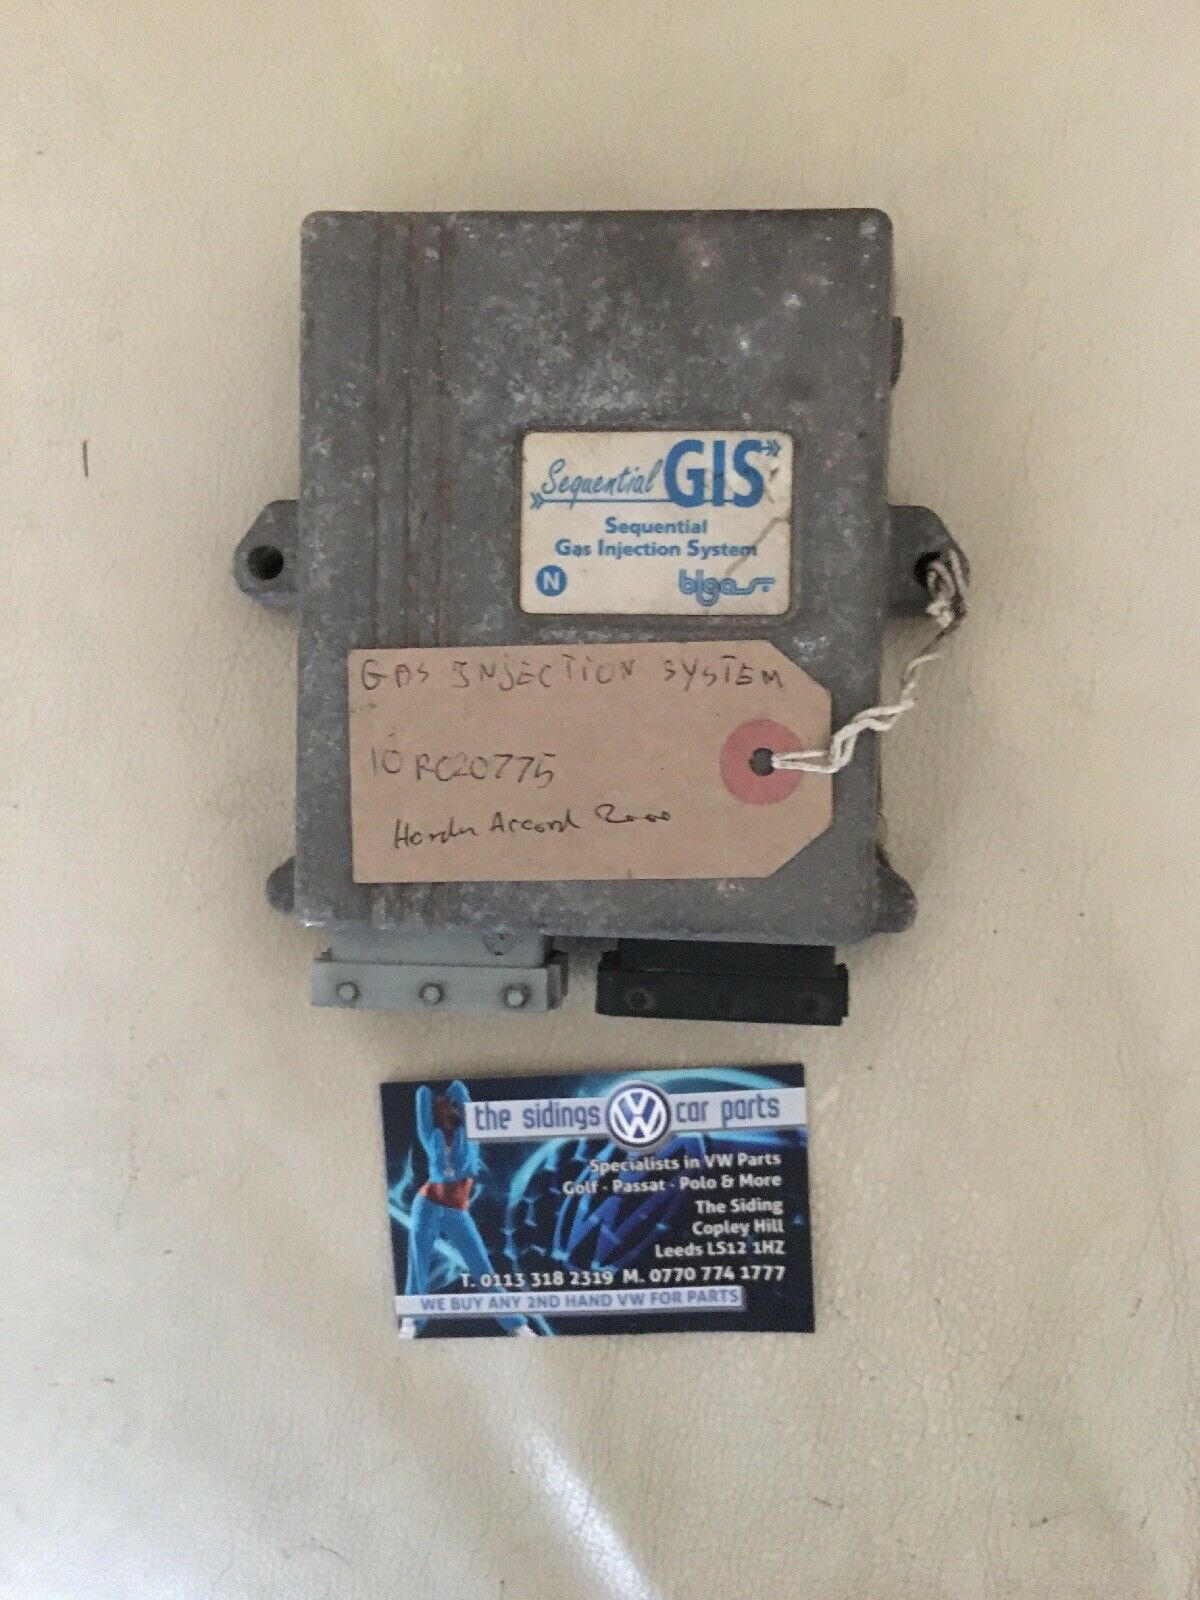 Sequential GIS
Sequential
Gas Injection System
N bigas
GAS INJECTION SYSTEM
10RC20775
Honda Accord 2000
the sidings car parts
Specialists in VW Parts
Golf - Passat - Polo & More
The Siding
Copley Hill
Leeds LS12 1HZ
T. 0113 318 2319 M. 0770 774 1777
WE BUY ANY 2ND HAND VW FOR PARTS